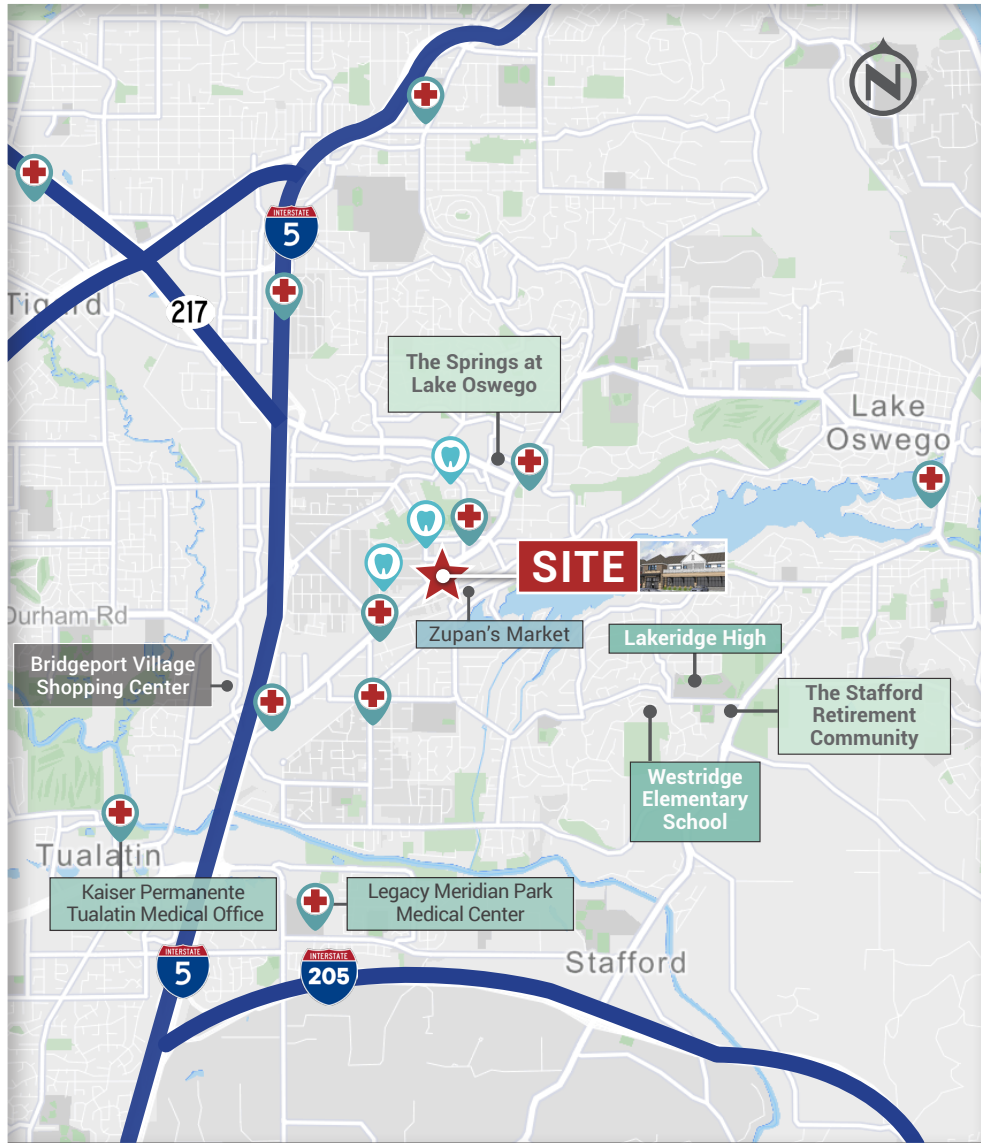 N
INTERSTATE
5
Tigard
217
The Springs at
Lake Oswego
Lake
Oswego
SITE
Durham Rd
Zupan's Market
Lakeridge High
Bridgeport Village
Shopping Center
The Stafford
Retirement
Community
Westridge
Elementary
School
Tualatin
Kaiser Permanente
Tualatin Medical Office
Legacy Meridian Park
Medical Center
Stafford
INTERSTATE
5
INTERSTATE
205